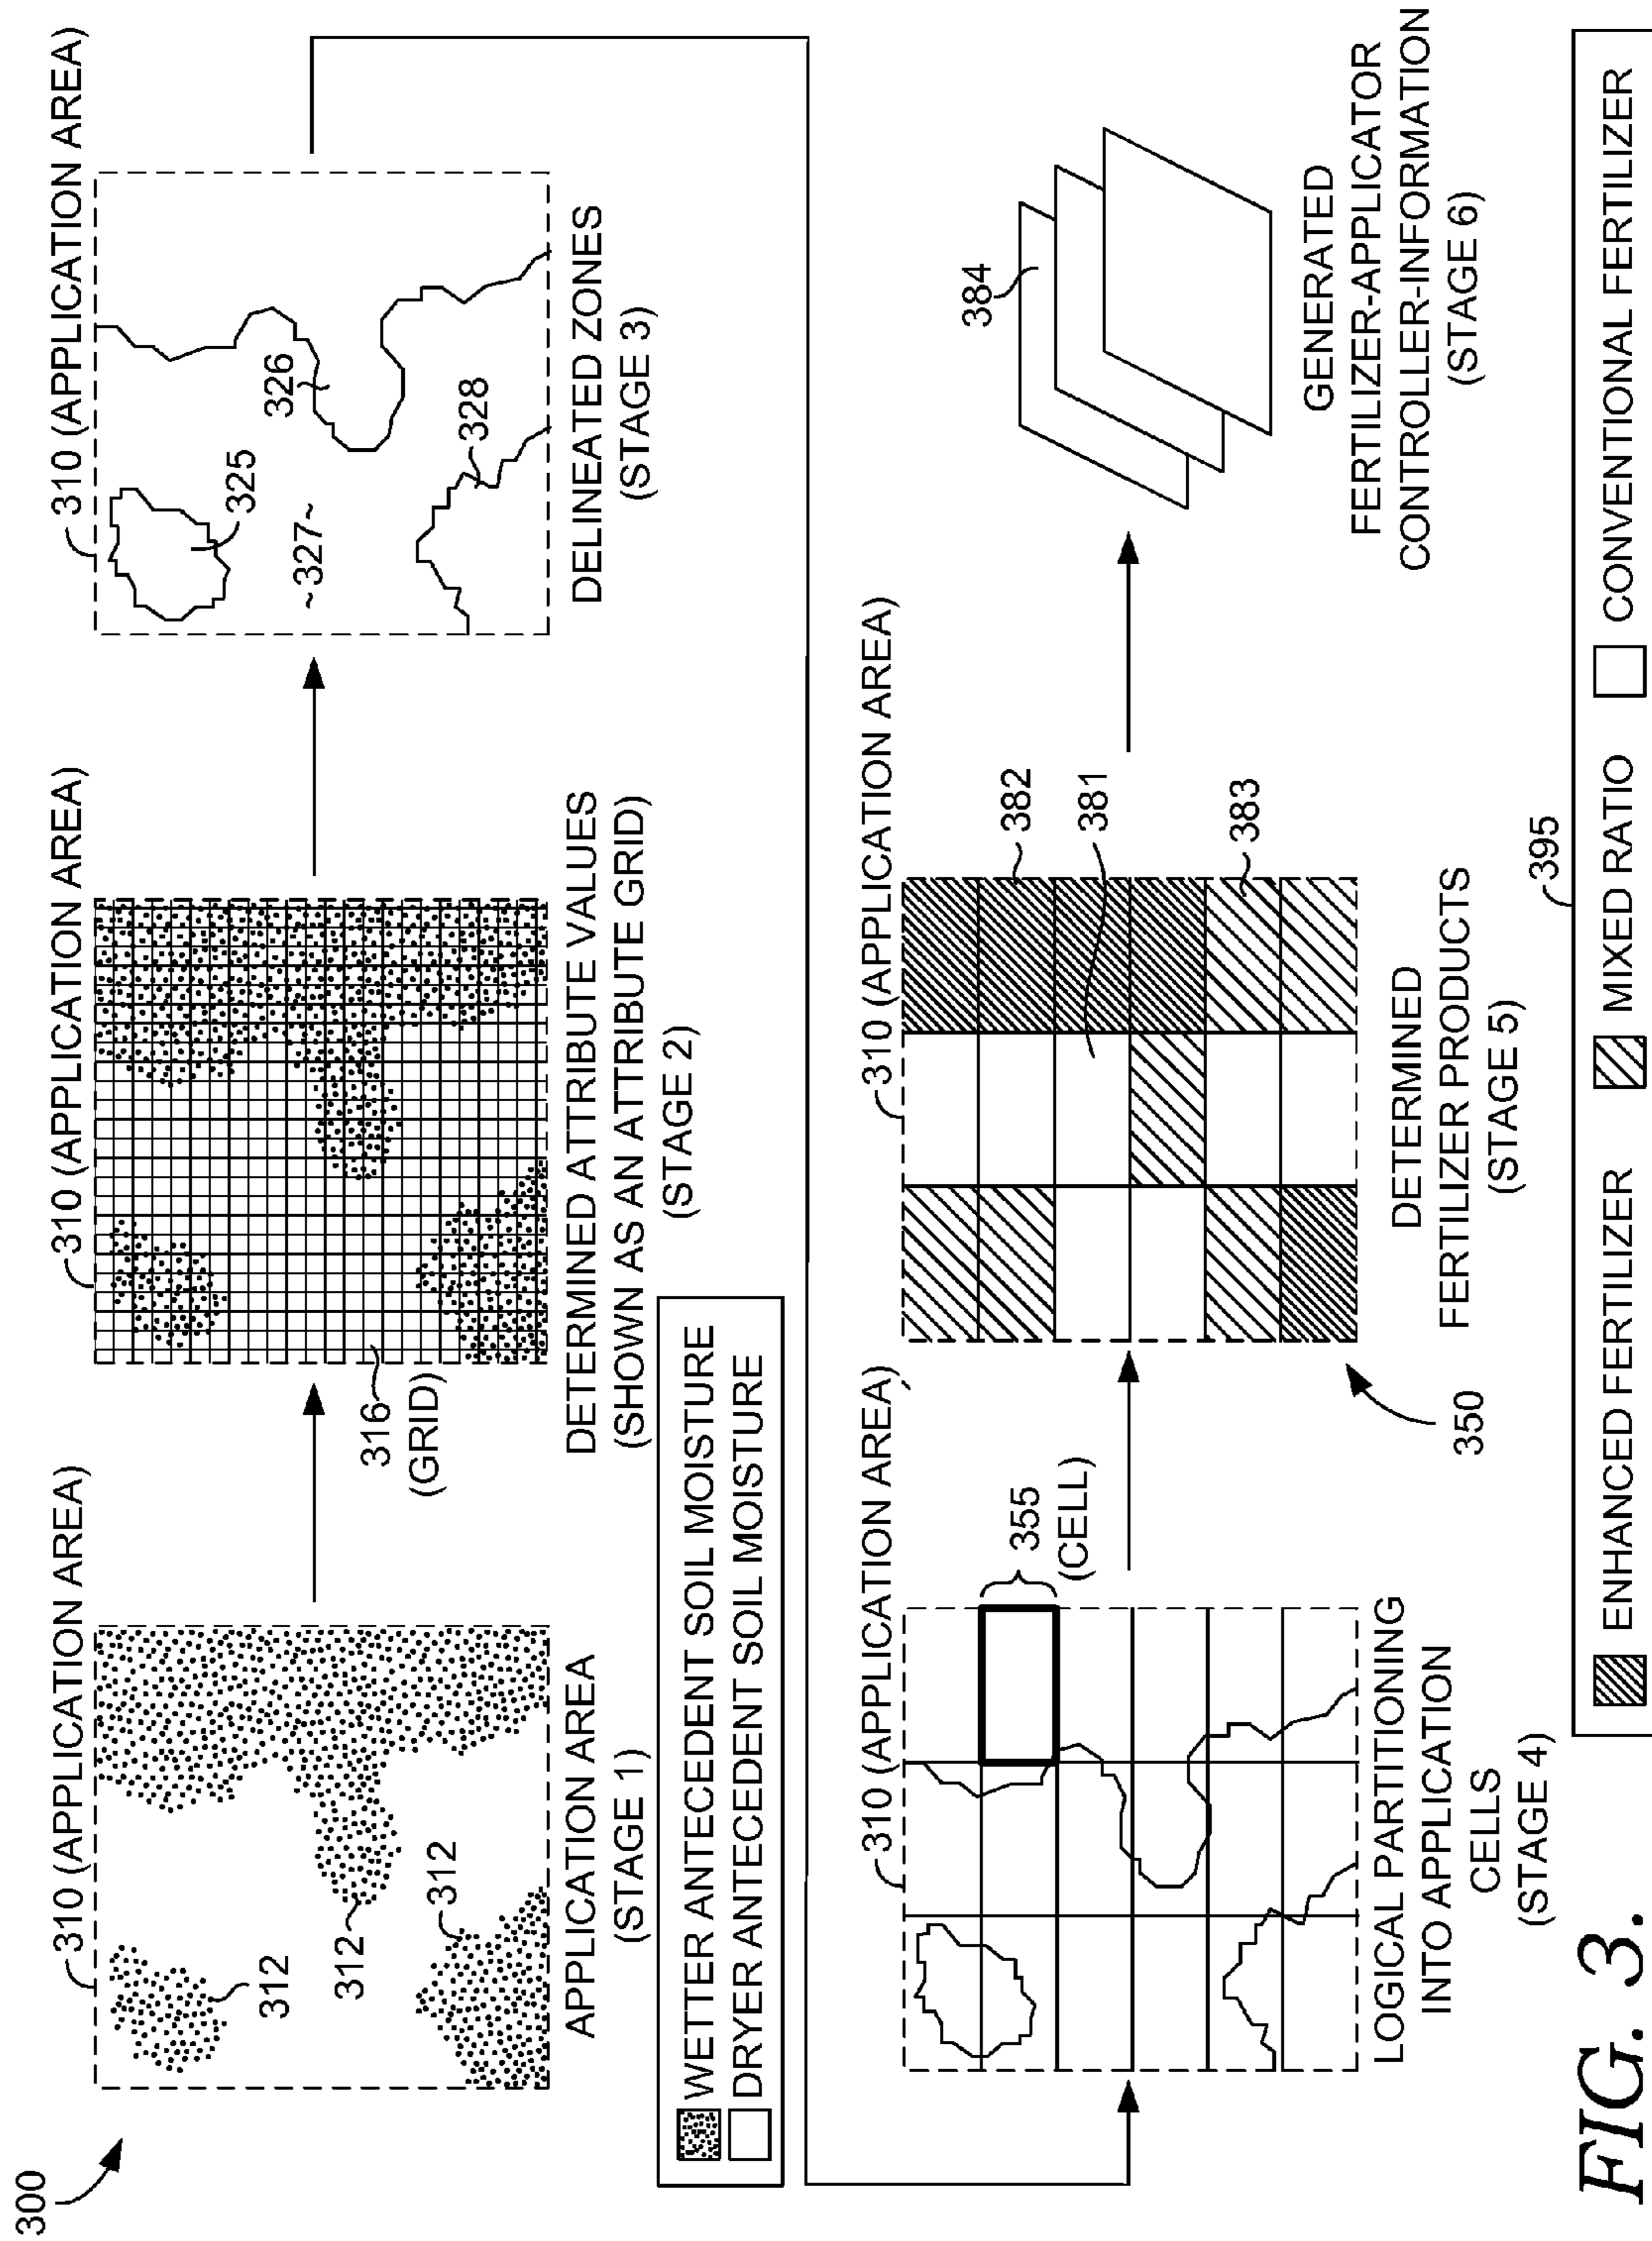 300
310 (APPLICATION AREA)
312
312
312
APPLICATION AREA
(STAGE 1)
310 (APPLICATION AREA)
316
(GRID)
DETERMINED ATTRIBUTE VALUES
(SHOWN AS AN ATTRIBUTE GRID)
(STAGE 2)
310 (APPLICATION AREA)
325
326
~327~
328
DELINEATED ZONES
(STAGE 3)
WETTER ANTECEDENT SOIL MOISTURE
DRYER ANTECEDENT SOIL MOISTURE
310 (APPLICATION AREA)
355
(CELL)
LOGICAL PARTITIONING
INTO APPLICATION
CELLS
(STAGE 4)
310 (APPLICATION AREA)
382
381
383
350
DETERMINED
FERTILIZER PRODUCTS
(STAGE 5)
384
GENERATED
FERTILIZER-APPLICATOR
CONTROLLER-INFORMATION
(STAGE 6)
395
ENHANCED FERTILIZER
MIXED RATIO
CONVENTIONAL FERTILIZER
FIG. 3.